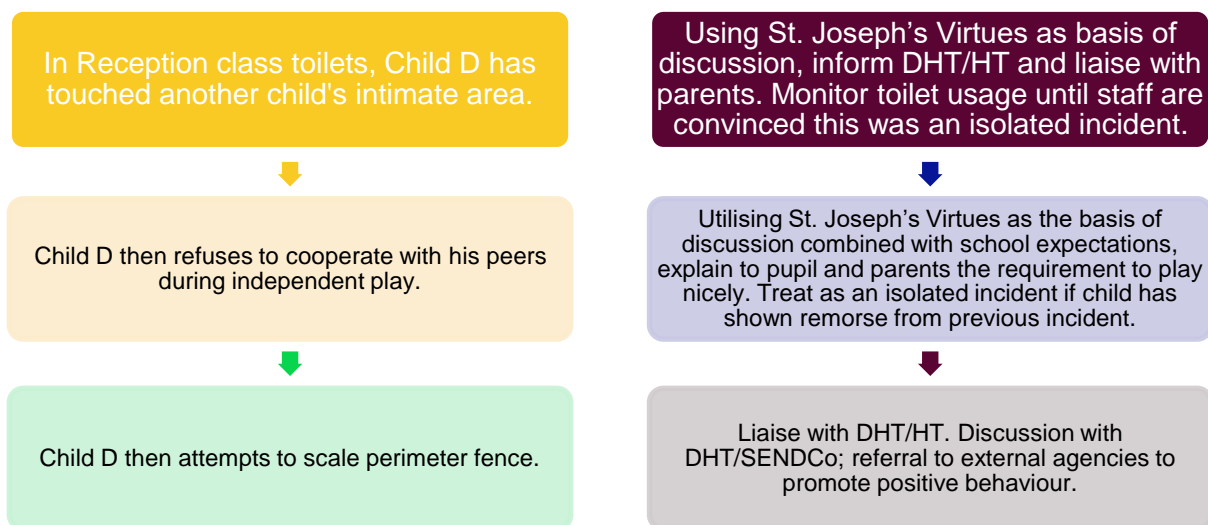 In Reception class toilets, Child D has
touched another child's intimate area.
Child D then refuses to cooperate with his peers
during independent play.
Child D then attempts to scale perimeter fence.
Using St. Joseph’s Virtues as basis of
discussion, inform DHT/HT and liaise with
parents. Monitor toilet usage until staff are
convinced this was an isolated incident.
Utilising St. Joseph’s Virtues as the basis of
discussion combined with school expectations,
explain to pupil and parents the requirement to play
nicely. Treat as an isolated incident if child has
shown remorse from previous incident.
Liaise with DHT/HT. Discussion with
DHT/SENDCo; referral to external agencies to
promote positive behaviour.